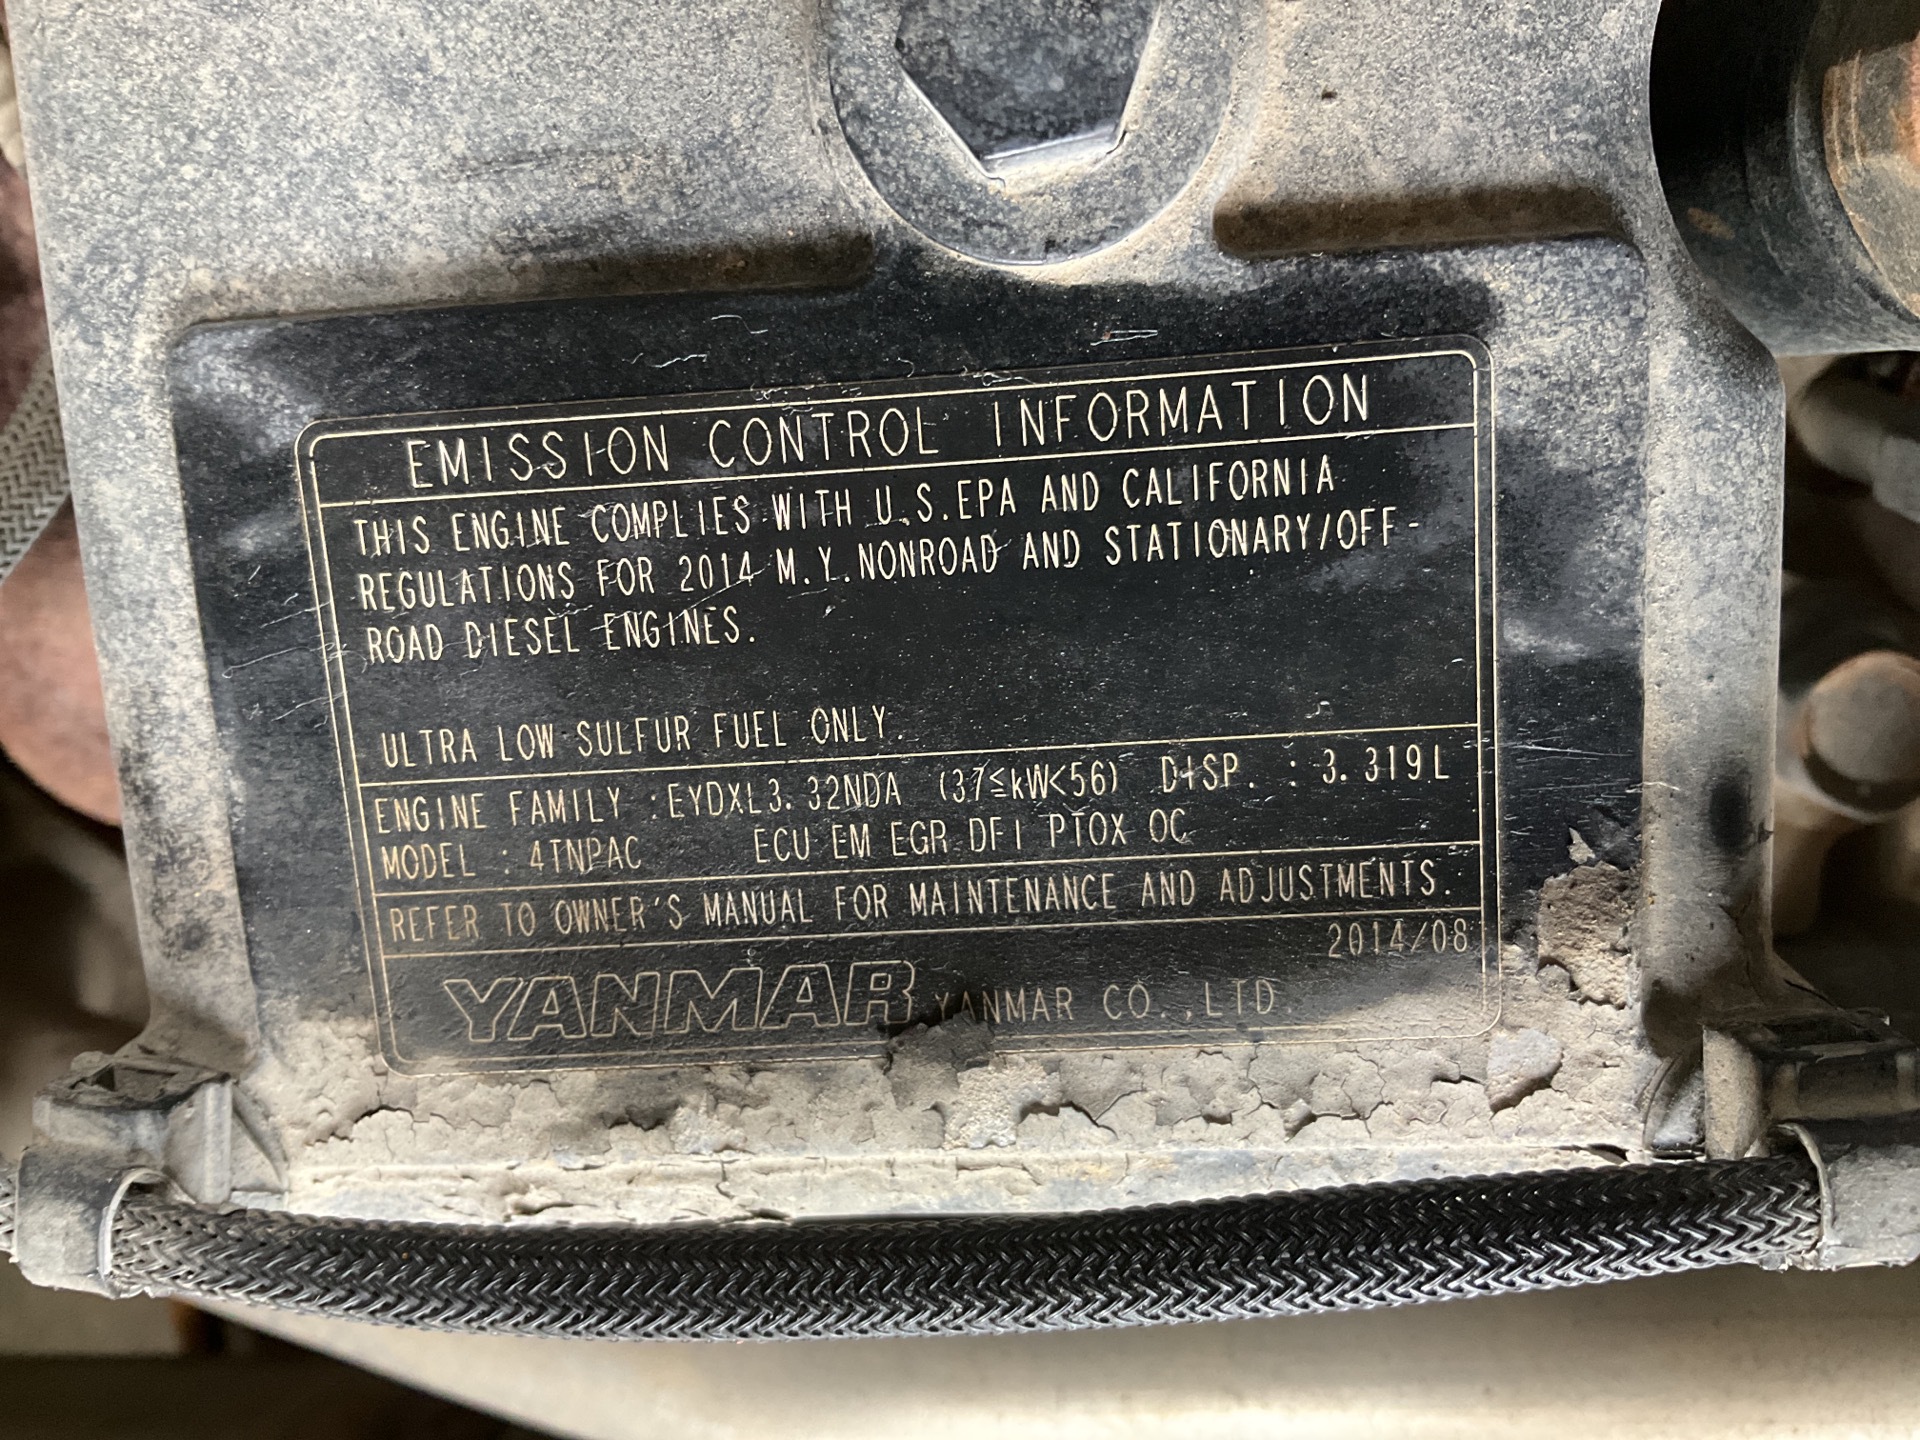 EMISSION CONTROL INFORMATION
THIS ENGINE COMPLIES WITH U.S.EPA AND CALIFORNIA
REGULATIONS FOR 2014 M.Y.NONROAD AND STATIONARY/OFF-
ROAD DIESEL ENGINES.
ULTRA LOW SULFUR FUEL ONLY.
ENGINE FAMILY :EYDXL3.32NDA (37≦kW<56) DISP. : 3.319L
MODEL : 4TNPAC ECU EM EGR DFI PTOX OC
REFER TO OWNER'S MANUAL FOR MAINTENANCE AND ADJUSTMENTS.
2014/08
YANMAR YANMAR CO.,LTD.